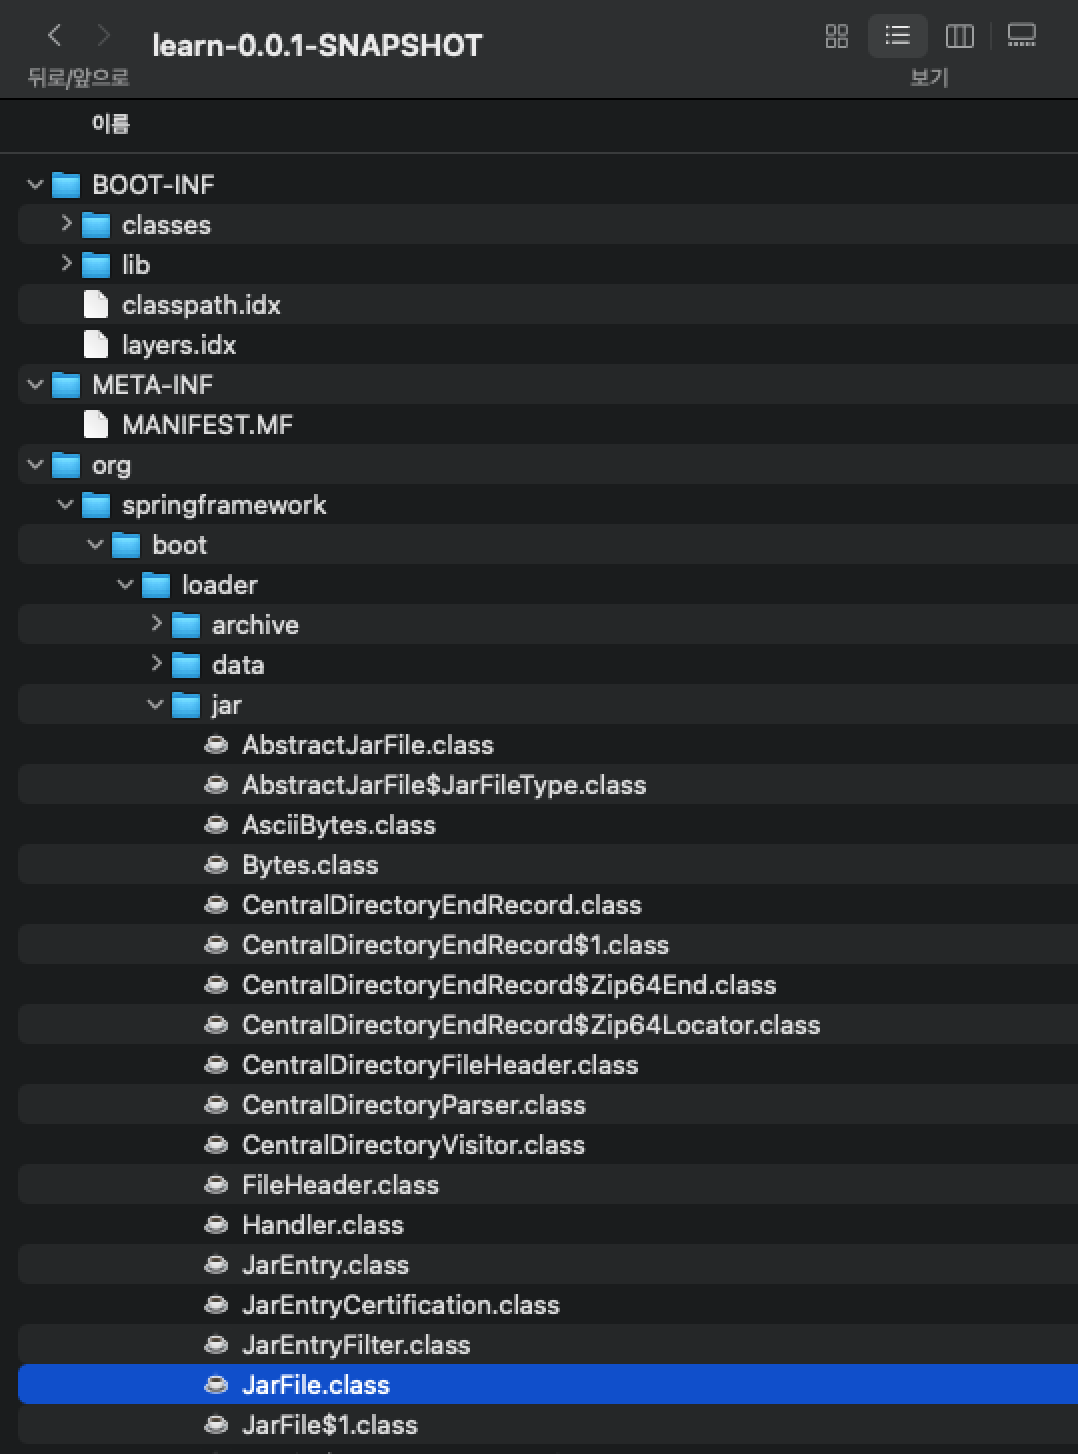 learn-0.0.1-SNAPSHOT
뒤로/앞으로
보기
이름
BOOT-INF
classes
lib
classpath.idx
layers.idx
META-INF
MANIFEST.MF
org
springframework
boot
loader
archive
data
jar
AbstractJarFile.class
AbstractJarFile$JarFileType.class
AsciiBytes.class
Bytes.class
CentralDirectoryEndRecord.class
CentralDirectoryEndRecord$1.class
CentralDirectoryEndRecord$Zip64End.class
CentralDirectoryEndRecord$Zip64Locator.class
CentralDirectoryFileHeader.class
CentralDirectoryParser.class
CentralDirectoryVisitor.class
FileHeader.class
Handler.class
JarEntry.class
JarEntryCertification.class
JarEntryFilter.class
JarFile.class
JarFile$1.class